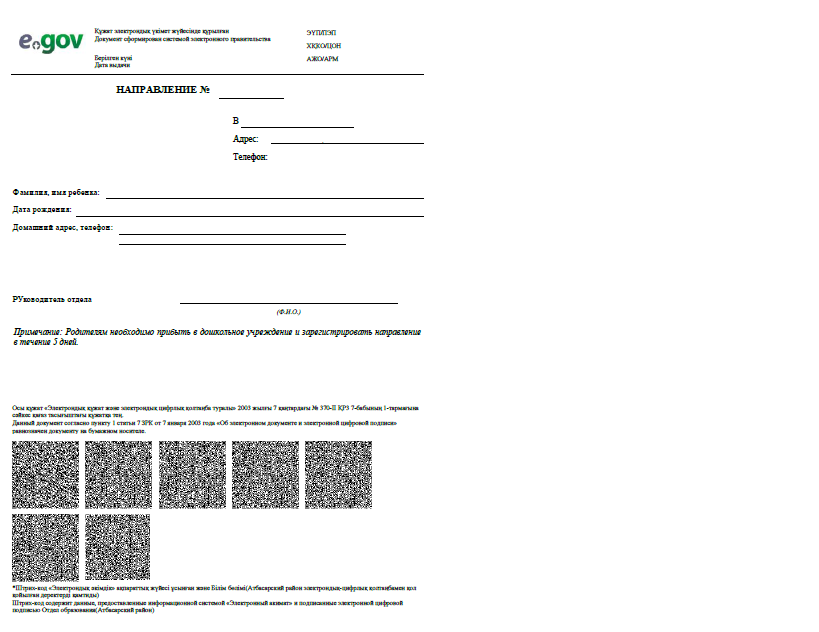 e.gov
Құжат электрондық үкімет жүйесінде құрылған
Документ сформирован системой электронного правительства
Берілген күні
Дата выдачи
ЭҮП/ПЭП
ХҚКО/ЦОН
АЖО/АРМ
НАПРАВЛЕНИЕ №
В
Адрес:
Телефон:
Фамилия, имя ребенка:
Дата рождения:
Домашний адрес, телефон:
РУководитель отдела
(Ф.И.О.)
Примечание: Родителям необходимо прибыть в дошкольное учреждение и зарегистрировать направление
в течение 5 дней.
Осы құжат «Электрондық құжат және электрондық цифрлық қолтаңба туралы» 2003 жылғы 7 қаңтардағы № 370-II ҚРЗ 7-бабының 1-тармағына
сәйкес қағаз тасығыштағы құжатқа тең.
Данный документ согласно пункту 1 статьи 7 ЗРК от 7 января 2003 года «Об электронном документе и электронной цифровой подписи»
равнозначен документу на бумажном носителе.
*Штрих-код «Электрондық әкімдік» ақпараттық жүйесі ұсынған және Білім бөлімі(Атбасарский район электрондық-цифрлық қолтаңбамен қол
қойылған деректерді қамтиды)
Штрих-код содержит данные, предоставленные информационной системой «Электронный акимат» и подписанные электронной цифровой
подписью Отдел образования(Атбасарский район)